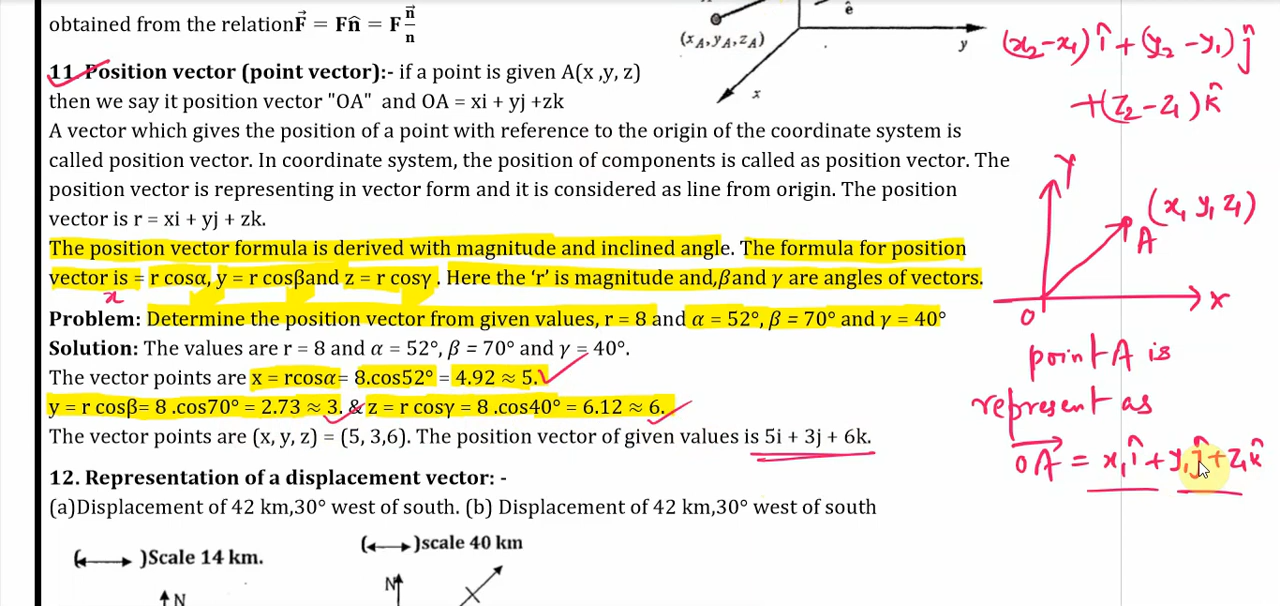 obtained from the relation F⃗ = Fn̂ = F n⃗/n
11 Position vector (point vector):- if a point is given A(x ,y, z)
then we say it position vector "OA" and OA = xi + yj +zk
A vector which gives the position of a point with reference to the origin of the coordinate system is
called position vector. In coordinate system, the position of components is called as position vector. The
position vector is representing in vector form and it is considered as line from origin. The position
vector is r = xi + yj + zk.
The position vector formula is derived with magnitude and inclined angle. The formula for position
vector is = r cosα, y = r cosβand z = r cosγ . Here the 'r' is magnitude and,βand γ are angles of vectors.
x
Problem: Determine the position vector from given values, r = 8 and α = 52°, β = 70° and γ = 40°
Solution: The values are r = 8 and α = 52°, β = 70° and γ = 40°.
The vector points are x = rcosα= 8.cos52° = 4.92 ≈ 5.
y = r cosβ= 8 .cos70° = 2.73 ≈ 3. & z = r cosγ = 8 .cos40° = 6.12 ≈ 6.
The vector points are (x, y, z) = (5, 3,6). The position vector of given values is 5i + 3j + 6k.
12. Representation of a displacement vector: -
(a)Displacement of 42 km,30° west of south. (b) Displacement of 42 km,30° west of south
(⟷)Scale 14 km.
(⟷)scale 40 km
N
N
ê
(xA,yA,zA)
y
x
(x₂-x₁)î+(y₂-y₁)ĵ
+(z₂-z₁)k̂
Y
(x₁ y₁ z₁)
A
O
X
point A is
represent as
OA⃗ = x₁î+y₁ĵ+z₁k̂